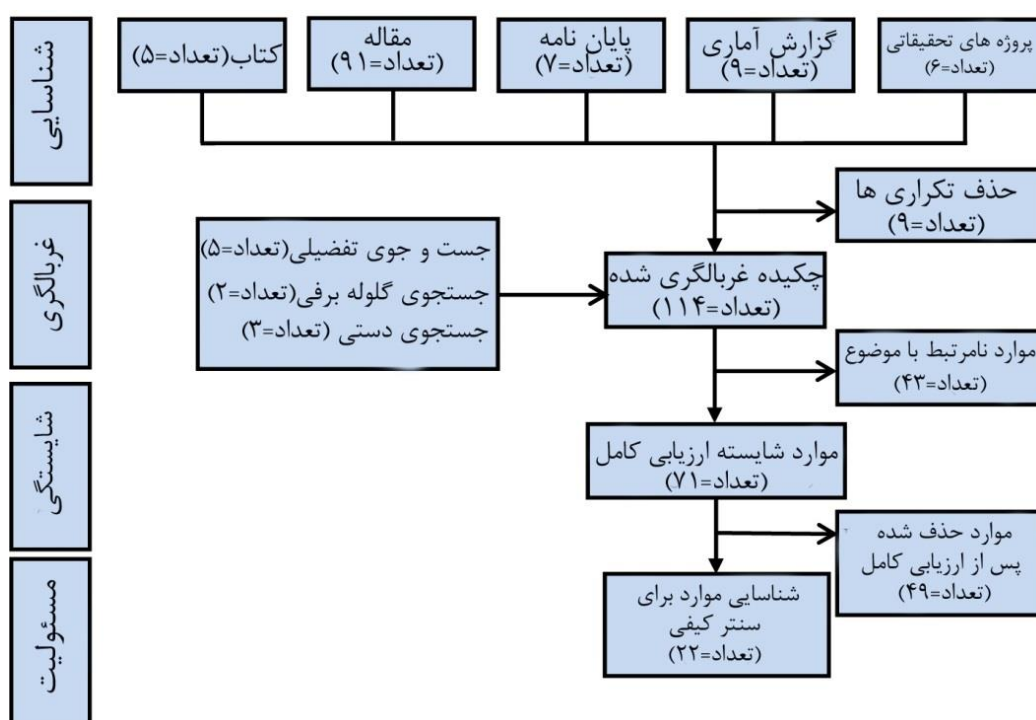 شناسایی
پروژه های تحقیقاتی
(تعداد=۶)
گزارش آماری
(تعداد=۹)
پایان نامه
(تعداد=۷)
مقاله
(تعداد=۹۱)
کتاب(تعداد=۵)
حذف تکراری ها
(تعداد=۹)
غربالگری
چکیده غربالگری شده
(تعداد=۱۱۴)
جست و جوی تفضیلی(تعداد=۵)
جستجوی گلوله برفی(تعداد=۲)
جستجوی دستی (تعداد=۳)
موارد نامرتبط با موضوع
(تعداد=۴۳)
شایستگی
موارد شایسته ارزیابی کامل
(تعداد=۷۱)
موارد حذف شده
پس از ارزیابی کامل
(تعداد=۴۹)
مسئولیت
شناسایی موارد برای
سنتر کیفی
(تعداد=۲۲)